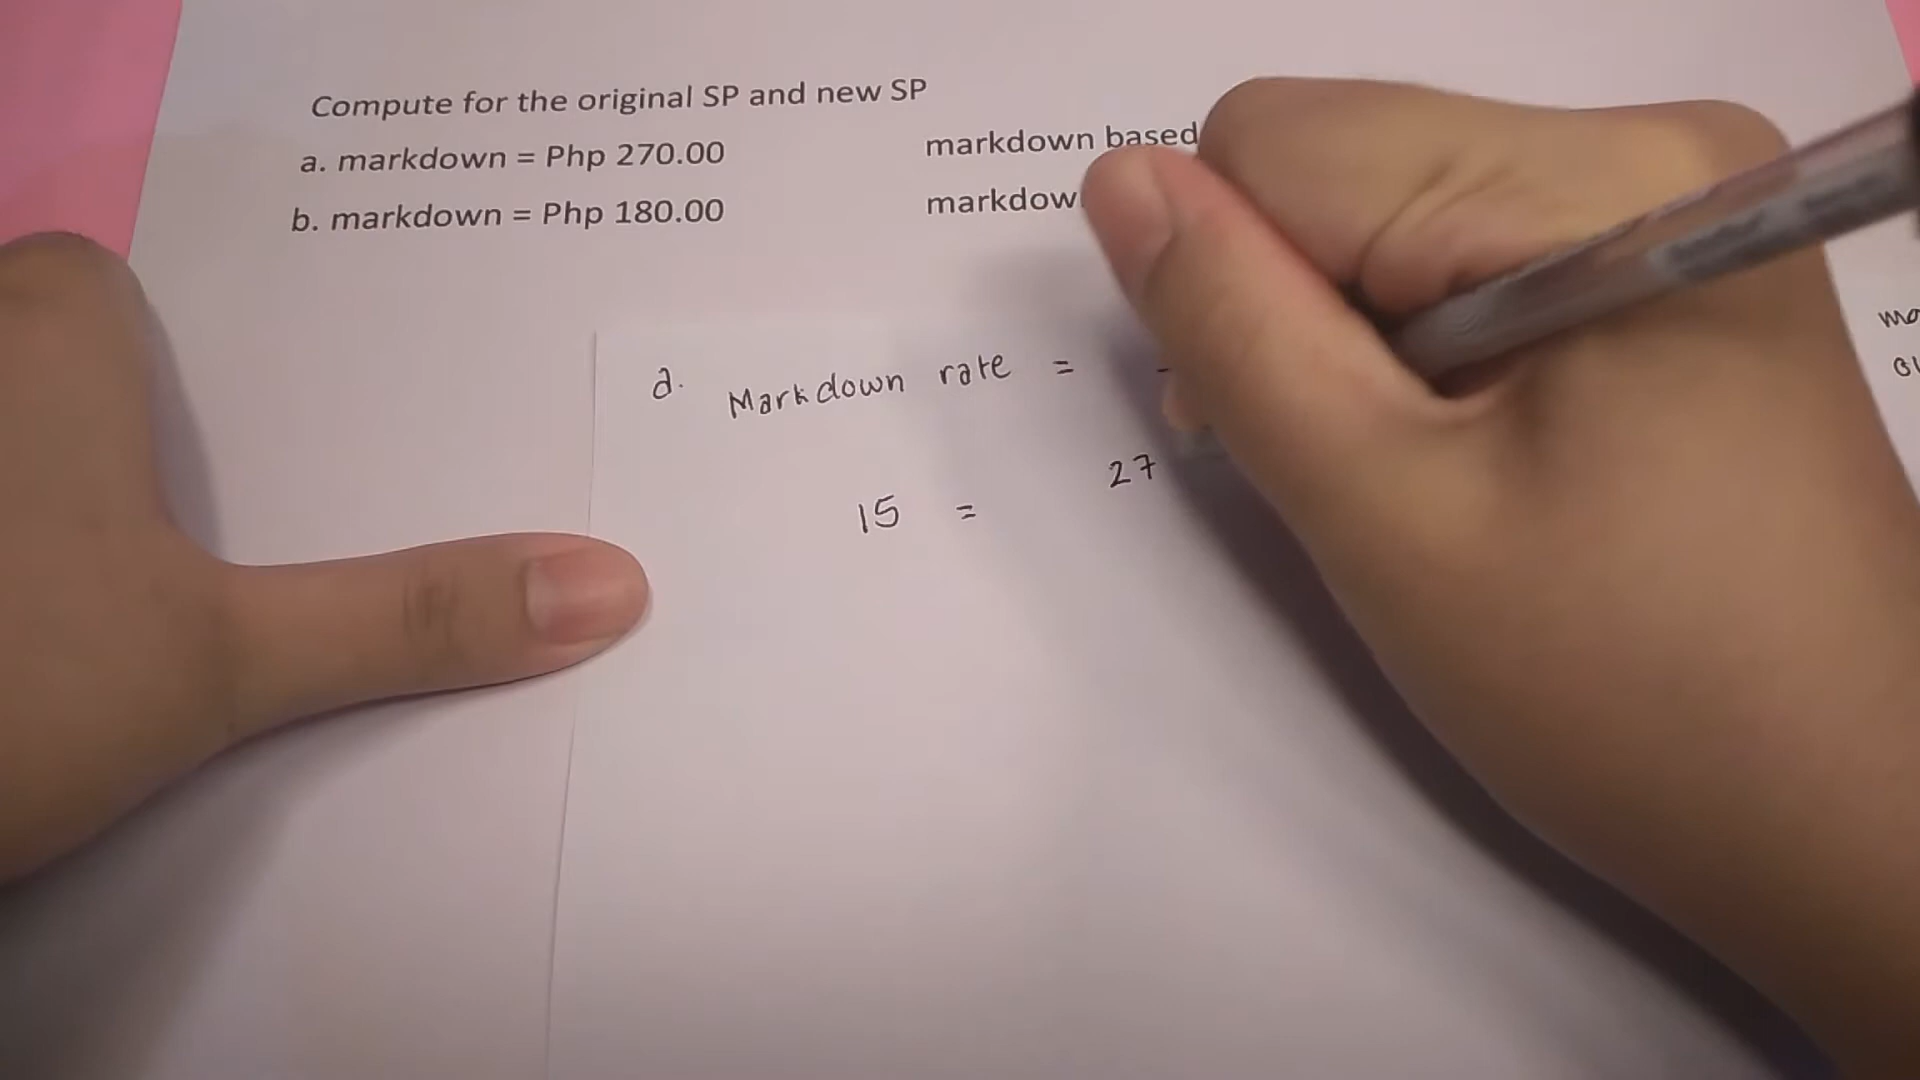 Compute for the original SP and new SP
a. markdown = Php 270.00 markdown based
b. markdown = Php 180.00
a. Markdown rate =
15 = 27